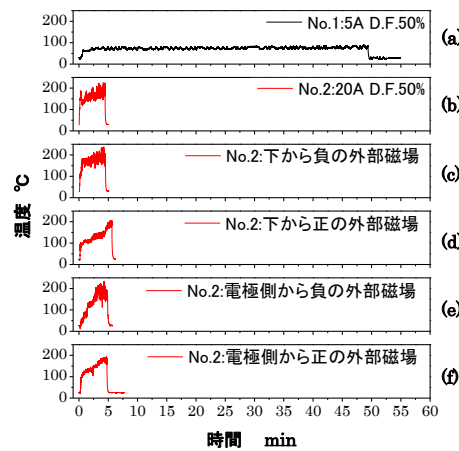 200
100
0
No.1:5A D.F.50%
(a)
200
100
0
No.2:20A D.F.50%
(b)
200
100
0
No.2:下から負の外部磁場
(c)
200
100
0
No.2:下から正の外部磁場
(d)
200
100
0
No.2:電極側から負の外部磁場
(e)
200
100
0
No.2:電極側から正の外部磁場
(f)
温度 ℃
0 5 10 15 20 25 30 35 40 45 50 55 60
時間 min